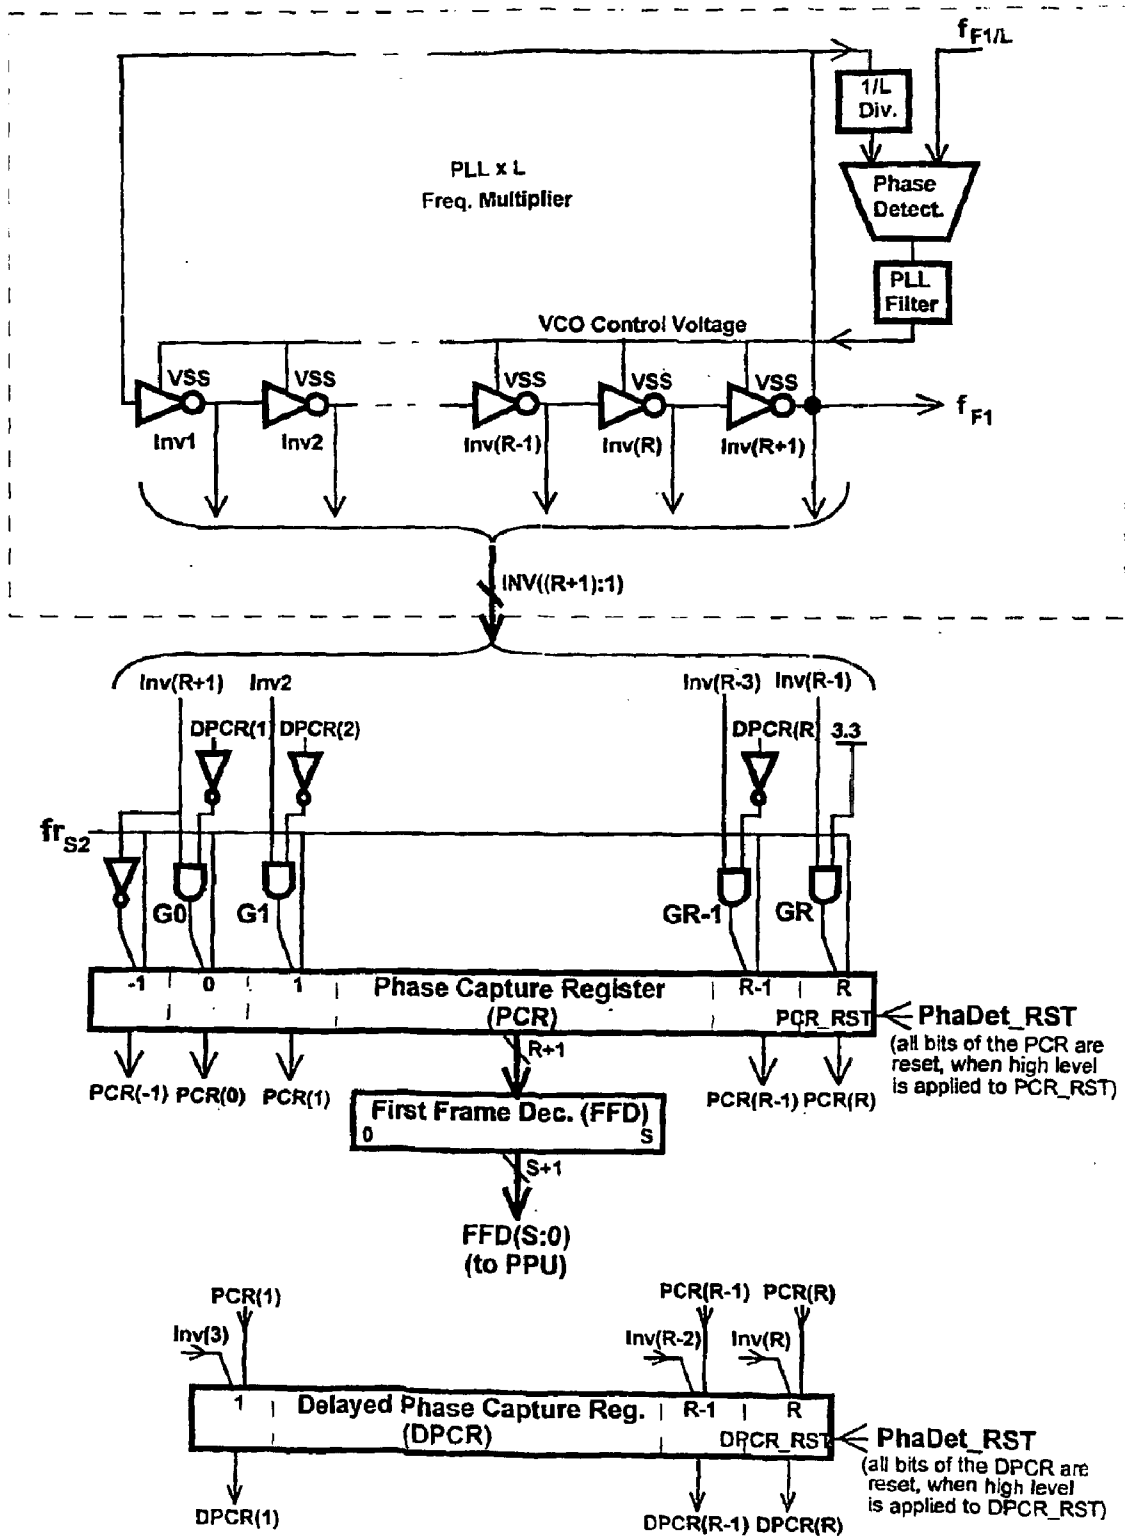 f F1/L
1/L
Div.
PLL x L
Freq. Multiplier
Phase
Detect.
PLL
Filter
VCO Control Voltage
VSS VSS VSS VSS VSS
Inv1 Inv2 Inv(R-1) Inv(R) Inv(R+1)
f F1
INV((R+1):1)
Inv(R+1) Inv2 Inv(R-3) Inv(R-1)
DPCR(1) DPCR(2) DPCR(R) 3.3
fr S2
G0 G1 GR-1 GR
-1 0 1 Phase Capture Register R-1 R
(PCR) PCR_RST PhaDet_RST
(all bits of the PCR are
reset, when high level
is applied to PCR_RST)
R+1
PCR(-1) PCR(0) PCR(1) PCR(R-1) PCR(R)
First Frame Dec. (FFD)
0 S
S+1
FFD(S:0)
(to PPU)
PCR(1) PCR(R-1) PCR(R)
Inv(3) Inv(R-2) Inv(R)
1 Delayed Phase Capture Reg. R-1 R
(DPCR) DPCR_RST PhaDet_RST
(all bits of the DPCR are
reset, when high level
is applied to DPCR_RST)
DPCR(1) DPCR(R-1) DPCR(R)